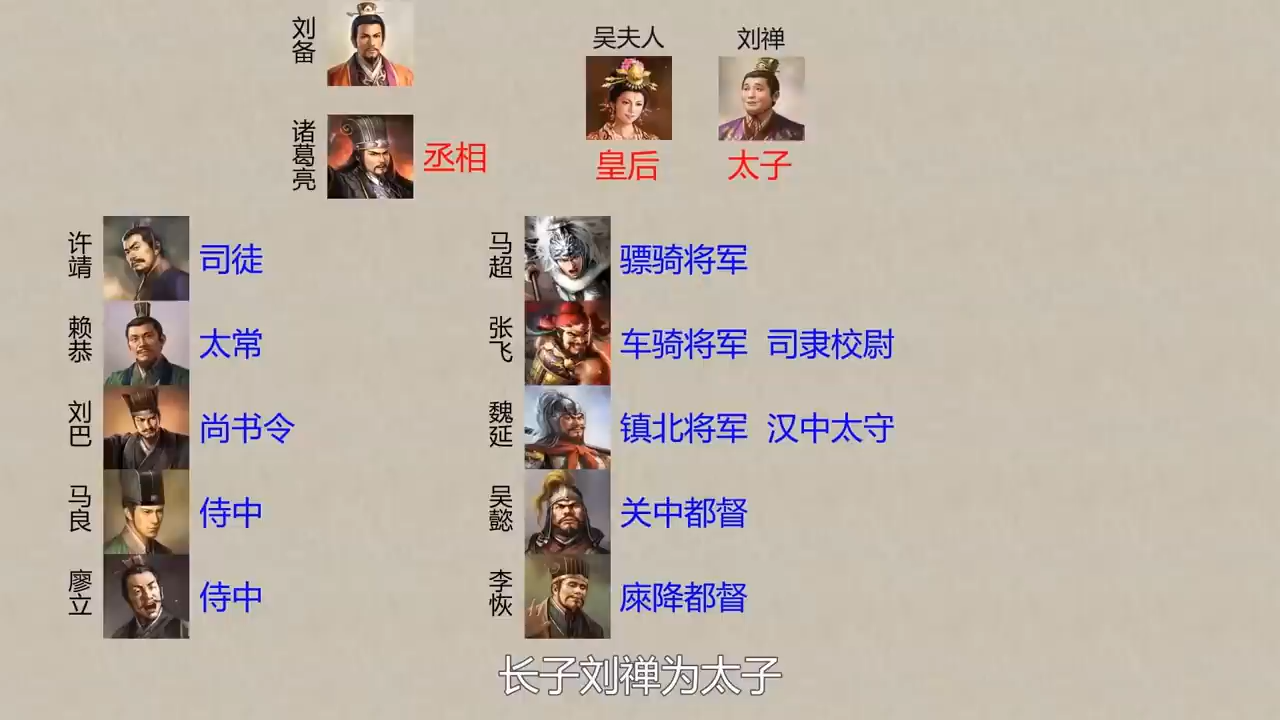 刘备
吴夫人
刘禅
诸葛亮
丞相
皇后
太子
许靖
司徒
马超
骠骑将军
赖恭
太常
张飞
车骑将军 司隶校尉
刘巴
尚书令
魏延
镇北将军 汉中太守
马良
侍中
吴懿
关中都督
廖立
侍中
李恢
庲降都督
长子刘禅为太子